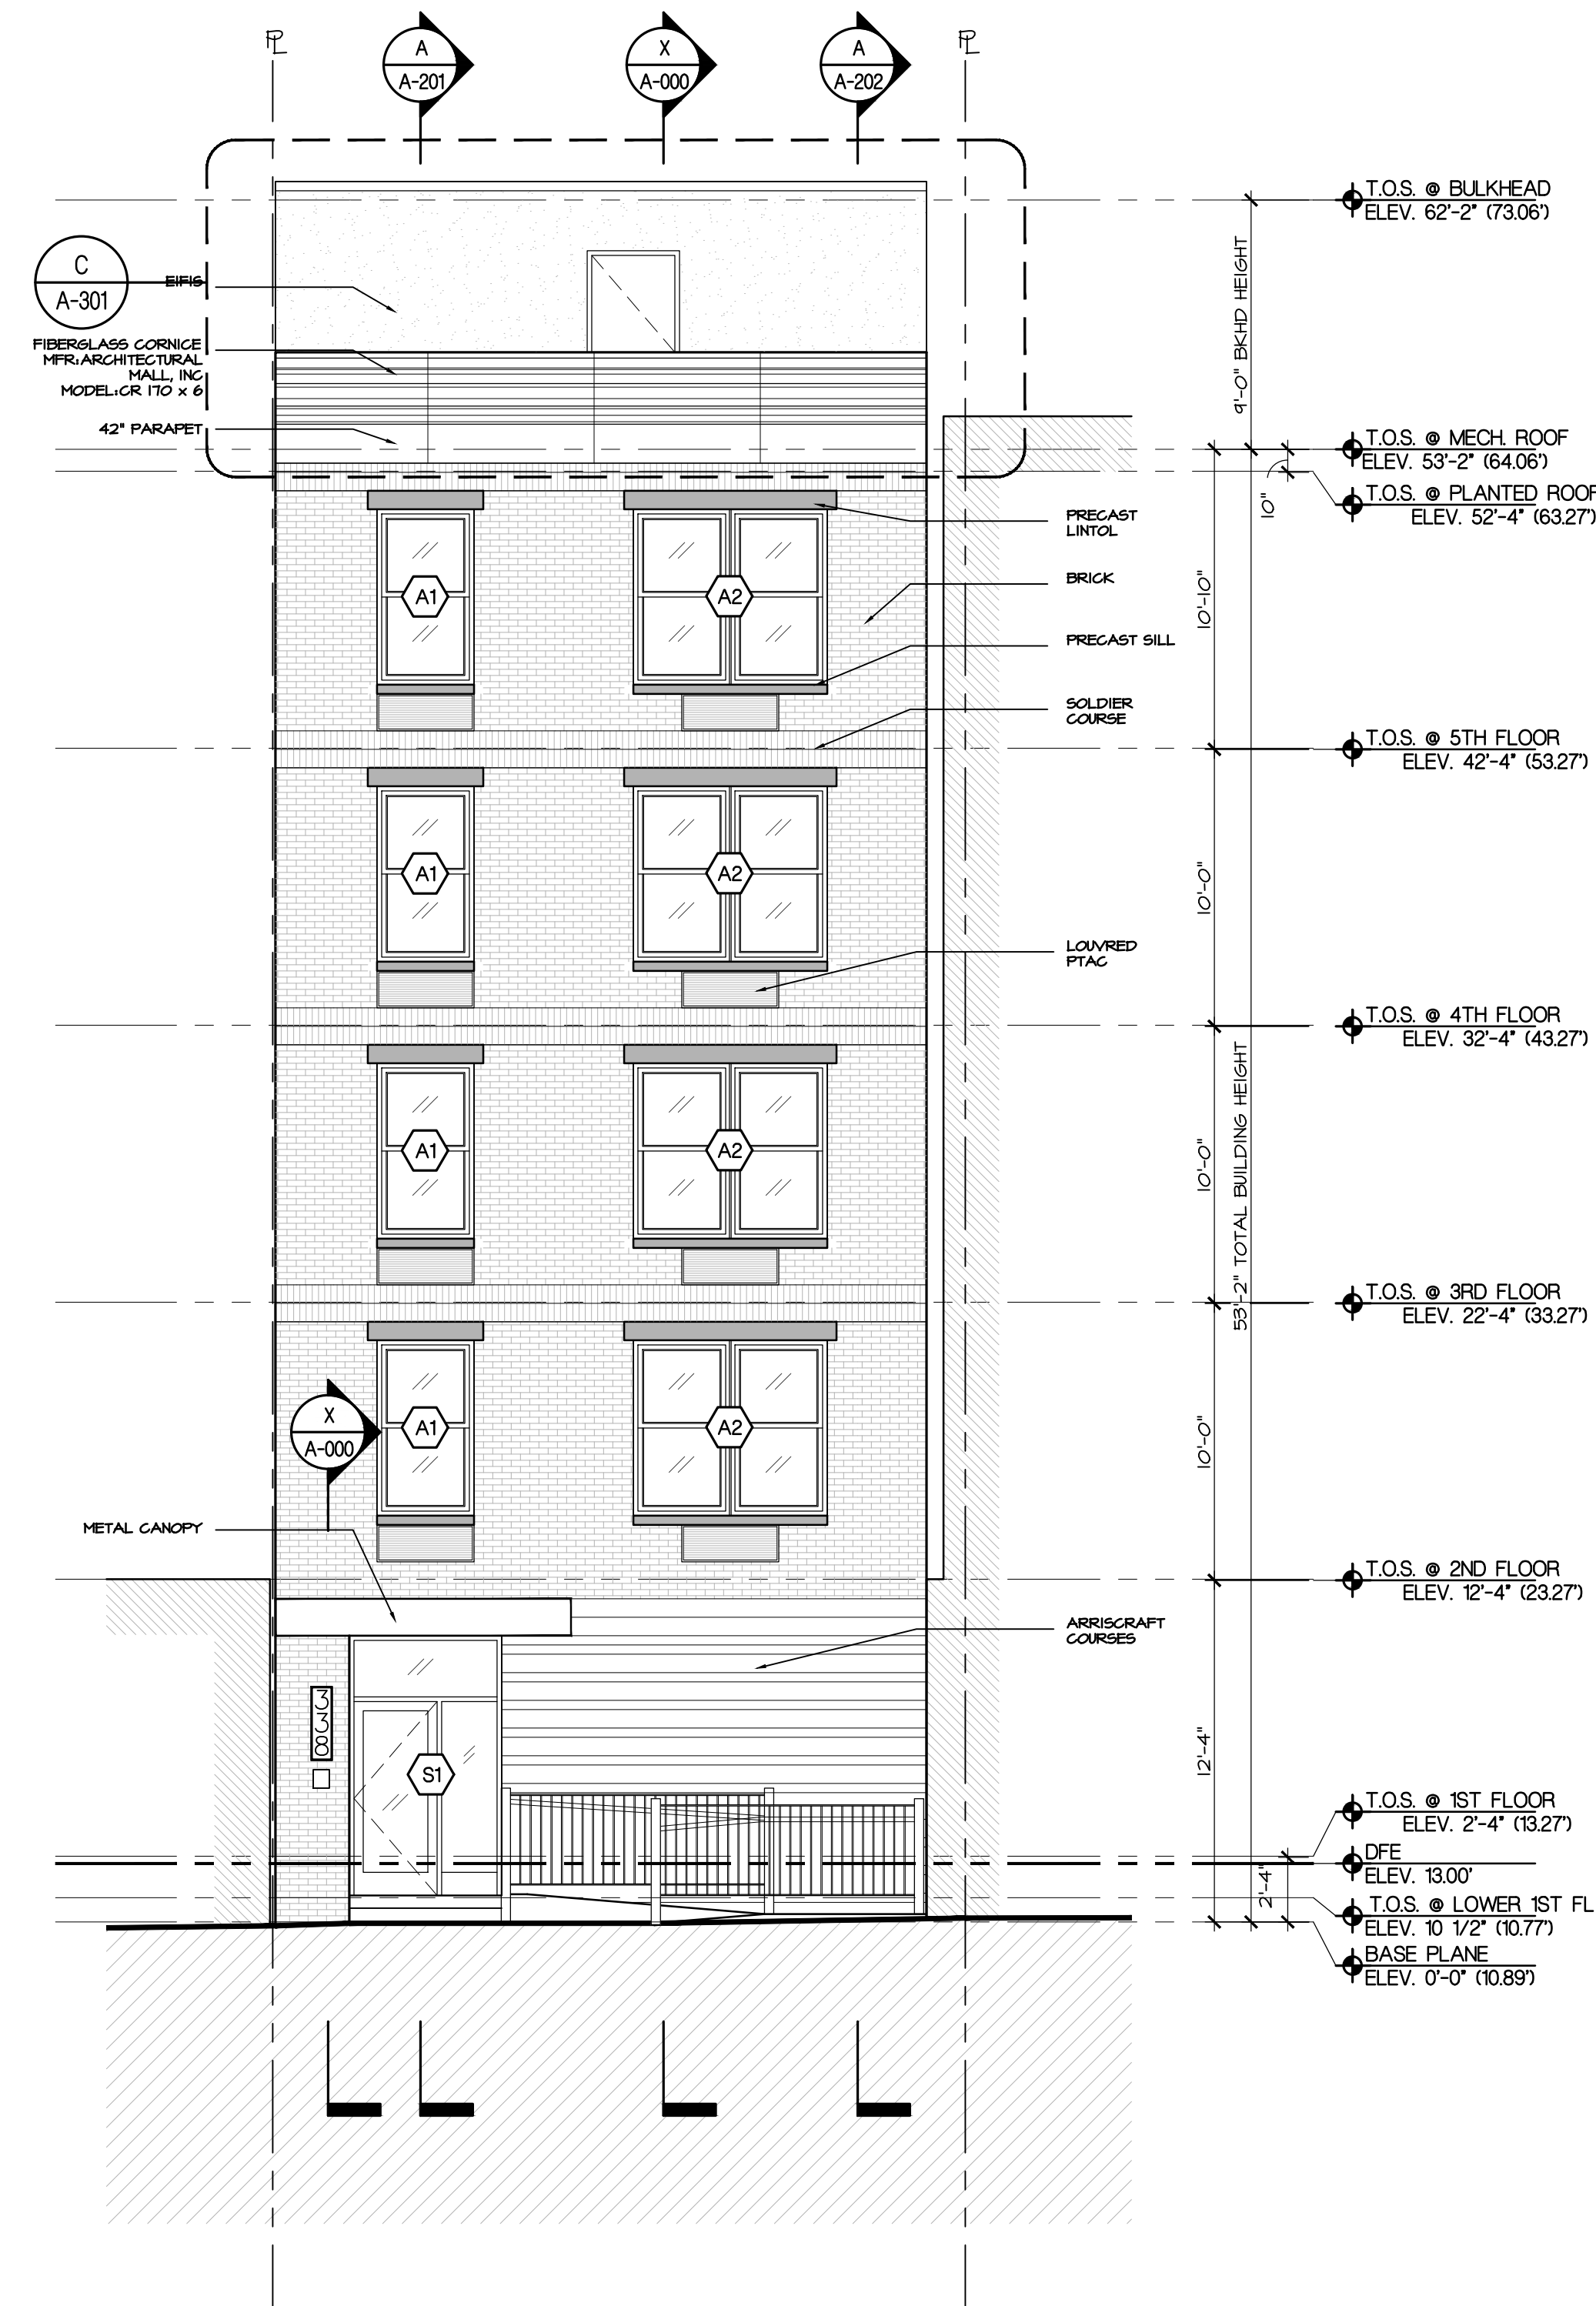 PL
A
A-201
X
A-000
A
A-202
PL
T.O.S. @ BULKHEAD
ELEV. 62'-2" (73.06')
C
A-301
EIFIS
FIBERGLASS CORNICE
MFR:ARCHITECTURAL
MALL, INC
MODEL:CR 170 x 6
42" PARAPET
9'-0" BKHD HEIGHT
T.O.S. @ MECH. ROOF
ELEV. 53'-2" (64.06')
10"
T.O.S. @ PLANTED ROOF
ELEV. 52'-4" (63.27')
PRECAST
LINTOL
BRICK
A1
A2
10'-10"
PRECAST SILL
SOLDIER
COURSE
T.O.S. @ 5TH FLOOR
ELEV. 42'-4" (53.27')
A1
A2
10'-0"
LOUVRED
PTAC
T.O.S. @ 4TH FLOOR
ELEV. 32'-4" (43.27')
A1
A2
10'-0"
53'-2" TOTAL BUILDING HEIGHT
T.O.S. @ 3RD FLOOR
ELEV. 22'-4" (33.27')
X
A-000
A1
A2
10'-0"
METAL CANOPY
T.O.S. @ 2ND FLOOR
ELEV. 12'-4" (23.27')
ARRISCRAFT
COURSES
338
S1
12'-4"
T.O.S. @ 1ST FLOOR
ELEV. 2'-4" (13.27')
DFE
ELEV. 13.00'
2'-4"
T.O.S. @ LOWER 1ST FL
ELEV. 10 1/2" (10.77')
BASE PLANE
ELEV. 0'-0" (10.89')